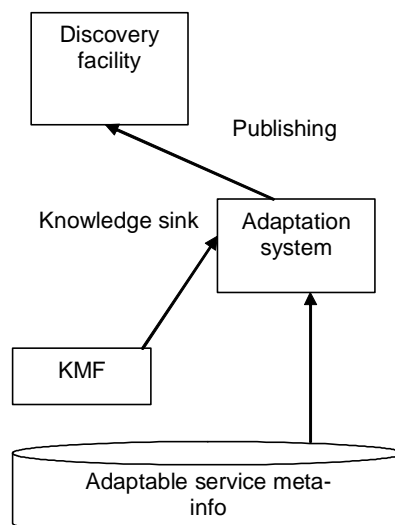 Discovery
facility
Publishing
Knowledge sink
Adaptation
system
KMF
Adaptable service meta-
info